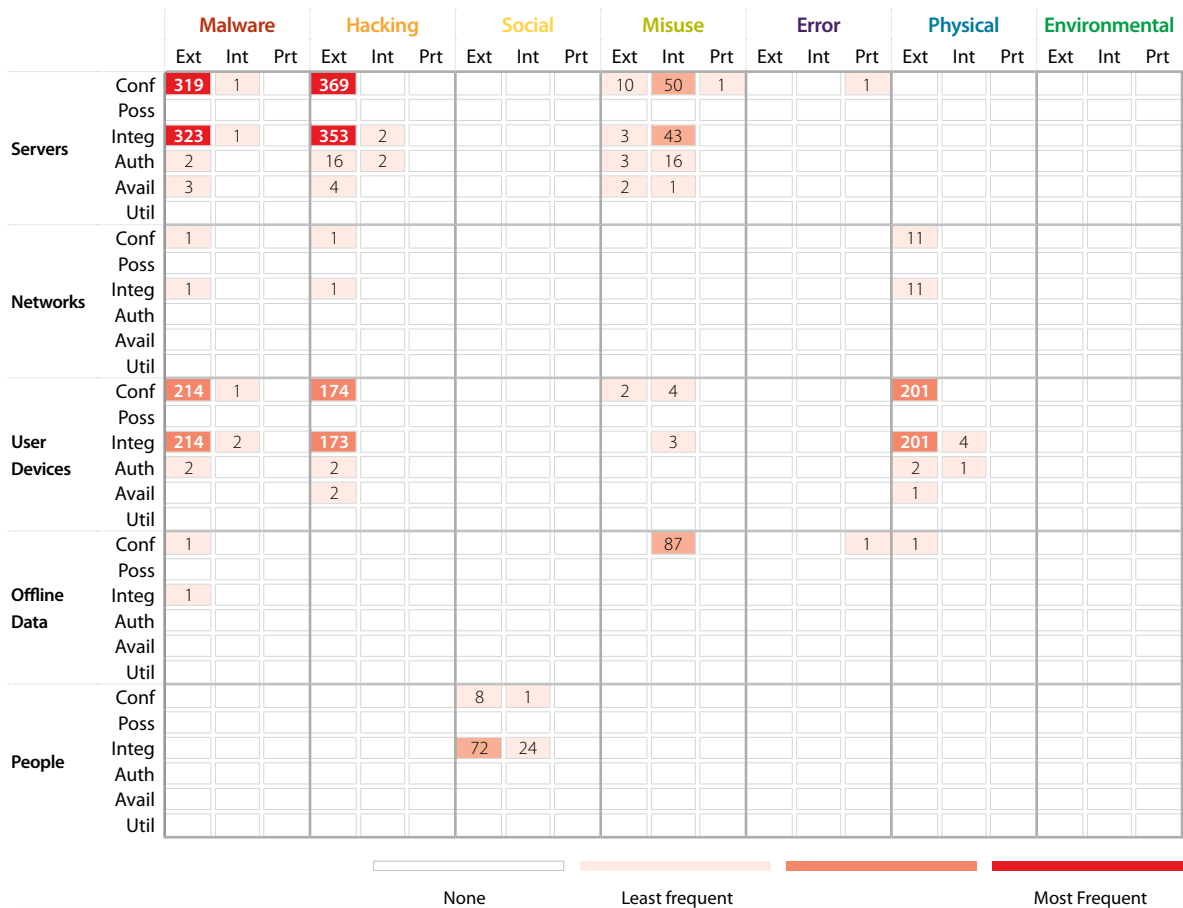 Malware Hacking Social Misuse Error Physical Environmental
Ext Int Prt Ext Int Prt Ext Int Prt Ext Int Prt Ext Int Prt Ext Int Prt Ext Int Prt
Servers
Conf 319 1 369 10 50 1 1
Poss
Integ 323 1 353 2 3 43
Auth 2 16 2 3 16
Avail 3 4 2 1
Util
Networks
Conf 1 1 11
Poss
Integ 1 1 11
Auth
Avail
Util
User
Devices
Conf 214 1 174 2 4 201
Poss
Integ 214 2 173 3 201 4
Auth 2 2 2 1
Avail 2 1
Util
Offline
Data
Conf 1 87 1 1
Poss
Integ 1
Auth
Avail
Util
People
Conf 8 1
Poss
Integ 72 24
Auth
Avail
Util
None Least frequent Most Frequent